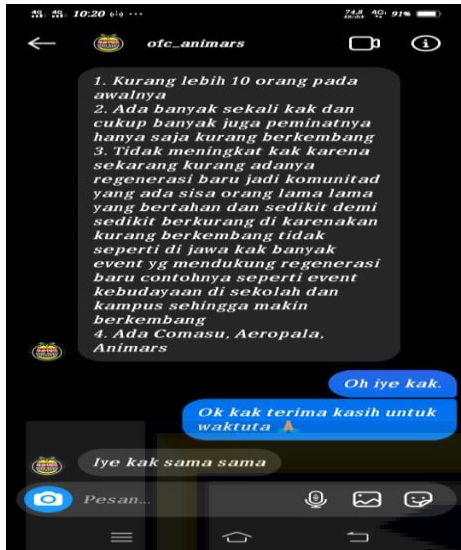 10:20
91%
ofc_animars
1. Kurang lebih 10 orang pada
awalnya
2. Ada banyak sekali kak dan
cukup banyak juga peminatnya
hanya saja kurang berkembang
3. Tidak meningkat kak karena
sekarang kurang adanya
regenerasi baru jadi komunitad
yang ada sisa orang lama lama
yang bertahan dan sedikit demi
sedikit berkurang di karenakan
kurang berkembang tidak
seperti di jawa kak banyak
event yg mendukung regenerasi
baru contohnya seperti event
kebudayaan di sekolah dan
kampus sehingga makin
berkembang
4. Ada Comasu, Aeropala,
Animars
Oh iye kak.
Ok kak terima kasih untuk
waktuta 🙏
Iye kak sama sama
Pesan...